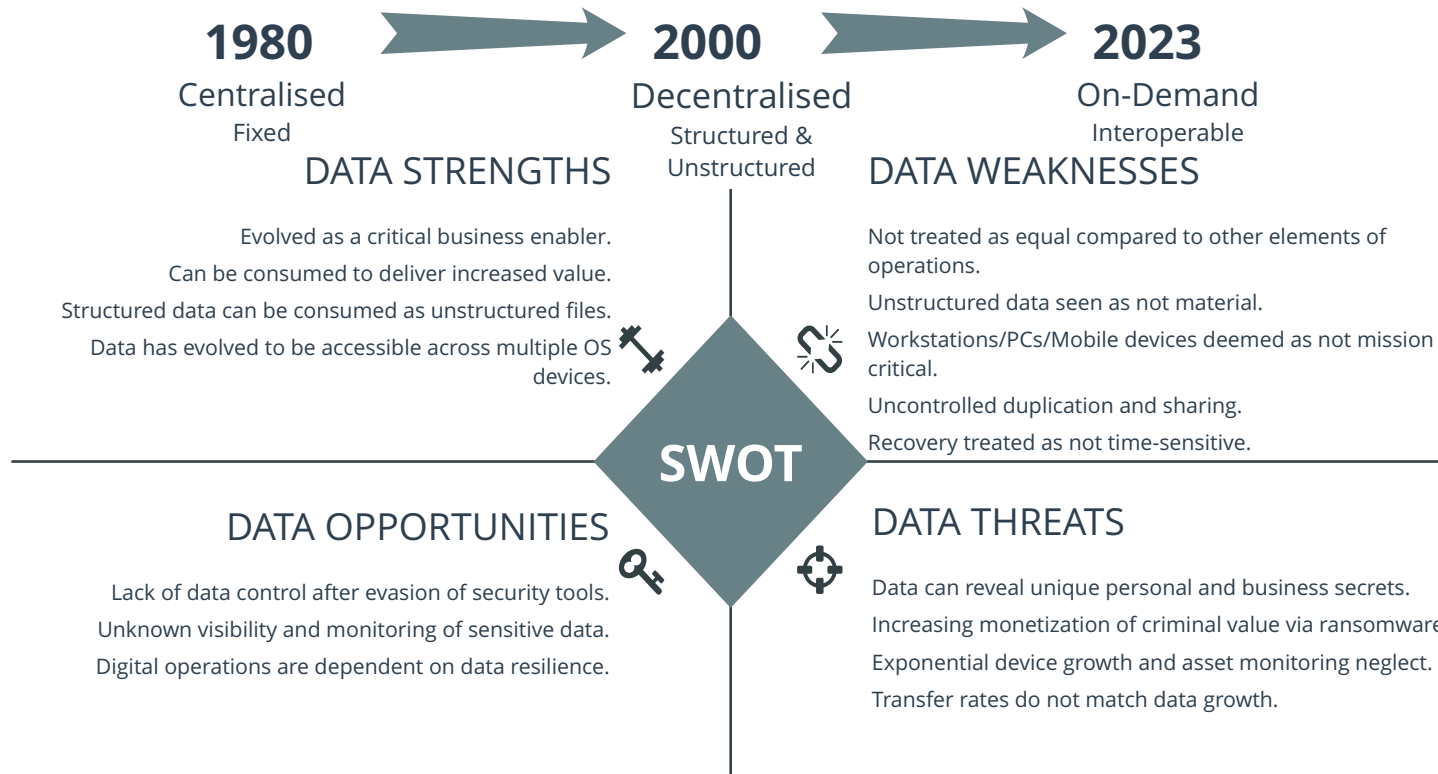 1980
2000
2023
Centralised
Decentralised
On-Demand
Fixed
Structured &
Unstructured
Interoperable
DATA STRENGTHS
Evolved as a critical business enabler.
Can be consumed to deliver increased value.
Structured data can be consumed as unstructured files.
Data has evolved to be accessible across multiple OS
devices.
DATA WEAKNESSES
Not treated as equal compared to other elements of
operations.
Unstructured data seen as not material.
Workstations/PCs/Mobile devices deemed as not mission
critical.
Uncontrolled duplication and sharing.
Recovery treated as not time-sensitive.
SWOT
DATA OPPORTUNITIES
Lack of data control after evasion of security tools.
Unknown visibility and monitoring of sensitive data.
Digital operations are dependent on data resilience.
DATA THREATS
Data can reveal unique personal and business secrets.
Increasing monetization of criminal value via ransomware
Exponential device growth and asset monitoring neglect.
Transfer rates do not match data growth.